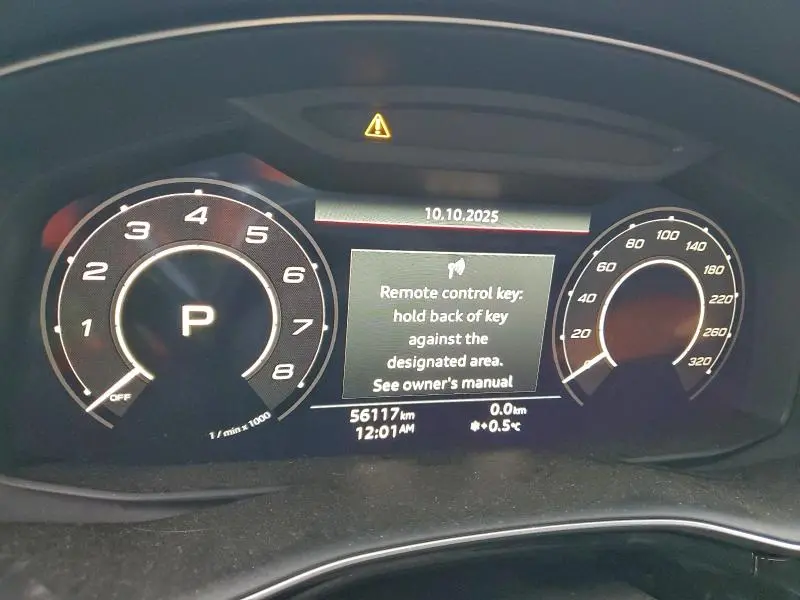 10.10.2025
Remote control key:
hold back of key
against the
designated area.
See owner's manual
56117km
0.0km
12:01AM
+0.5°C
P
OFF
1
2
3
4
5
6
7
8
1 / min x 1000
0
20
40
60
80
100
140
180
220
260
320